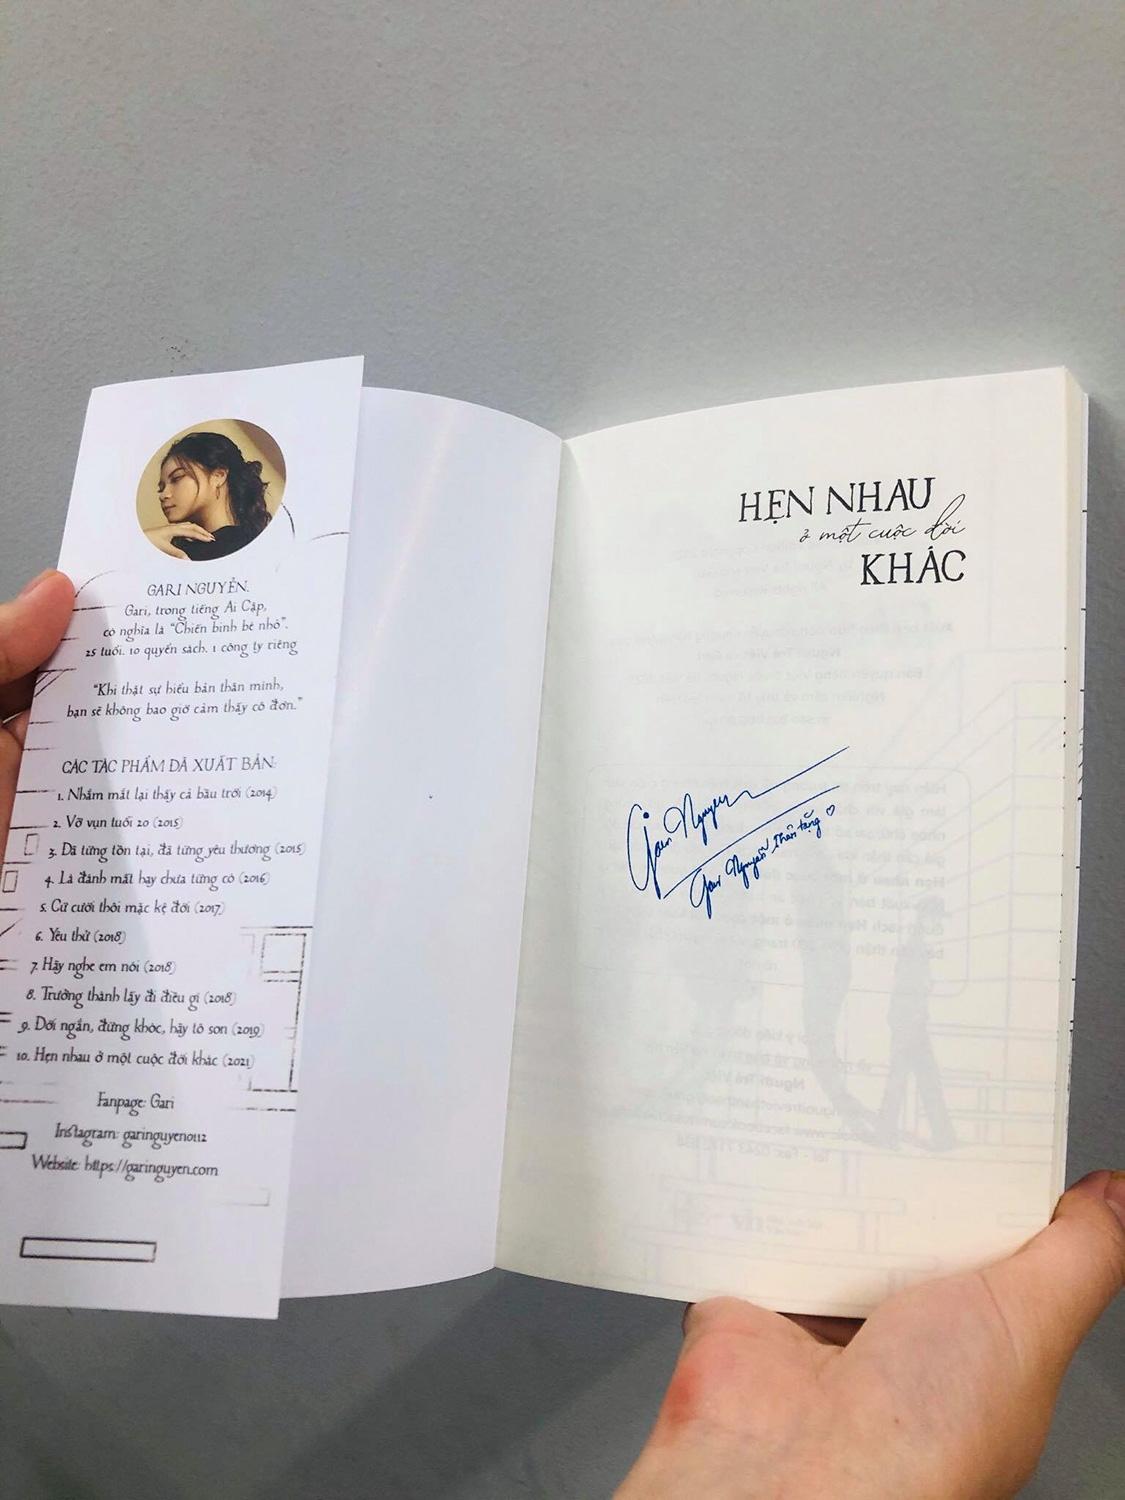 GARI NGUYỄN.
Gari, trong tiếng Ai Cập,
có nghĩa là "Chiến binh bé nhỏ".
25 tuổi. 10 quyển sách. 1 công ty riêng
"Khi thật sự hiểu bản thân mình,
bạn sẽ không bao giờ cảm thấy cô đơn."
CÁC TÁC PHẨM ĐÃ XUẤT BẢN:
1. Nhắm mắt lại thấy cả bầu trời (2014)
2. Vỡ vụn tuổi 20 (2015)
3. Đã từng tồn tại, đã từng yêu thương (2015)
4. Là đánh mất hay chưa từng có (2016)
5. Cứ cười thôi mặc kệ đời (2017)
6. Yêu thử (2018)
7. Hãy nghe em nói (2018)
8. Trưởng thành lấy đi điều gì (2018)
9. Đời ngắn, đừng khóc, hãy tô son (2019)
10. Hẹn nhau ở một cuộc đời khác (2021)
Fanpage: Gari
Instagram: garinguyen0112
Website: https://garinguyen.com
HẸN NHAU
ở một cuộc đời
KHÁC
Gari Nguyen
Gari Nguyễn thân tặng ♡